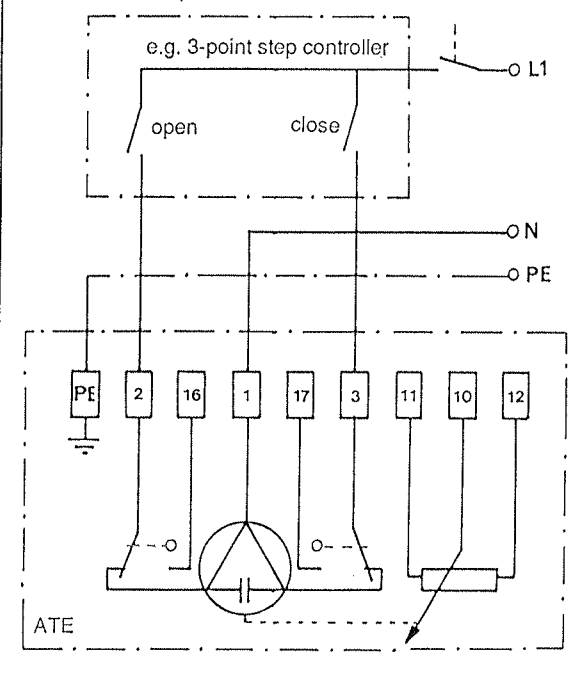 e.g. 3-point step controller
L1
open
close
N
PE
PE 2 16 1 17 3 11 10 12
ATE